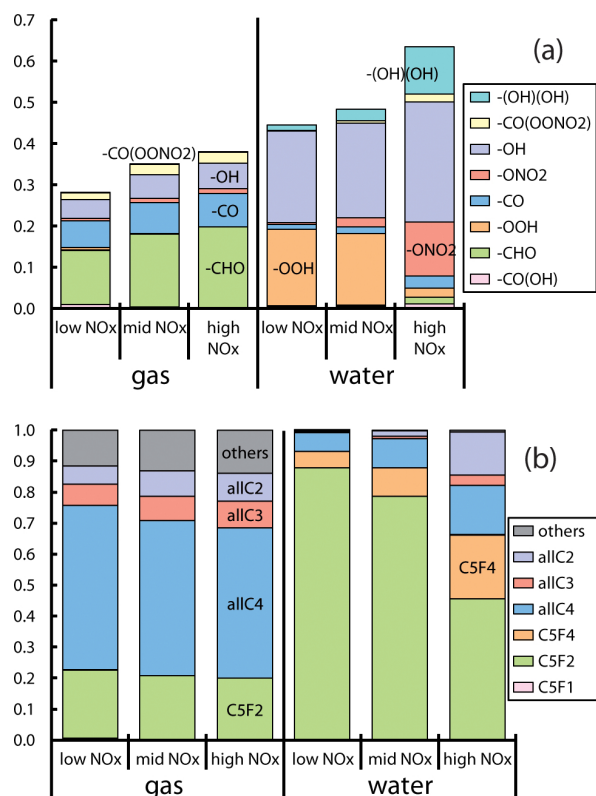 0.7
(a)
-(OH)(OH)
0.6
-(OH)(OH)
-CO(OONO2)
0.5
-OH
-ONO2
0.4
-CO(OONO2)
-CO
-OH
0.3
-OOH
-CO
-CHO
0.2
-CO(OH)
-CHO
-OOH
-ONO2
0.1
0.0
low NOx mid NOx high NOx low NOx mid NOx high NOx
gas water
1.0
(b)
others
0.9
allC2
0.8
allC3
0.7
others
allC2
C5F4
allC3
0.6
allC4
allC4
0.5
C5F4
0.4
C5F2
C5F1
0.3
0.2
C5F2
0.1
0.0
low NOx mid NOx high NOx low NOx mid NOx high NOx
gas water